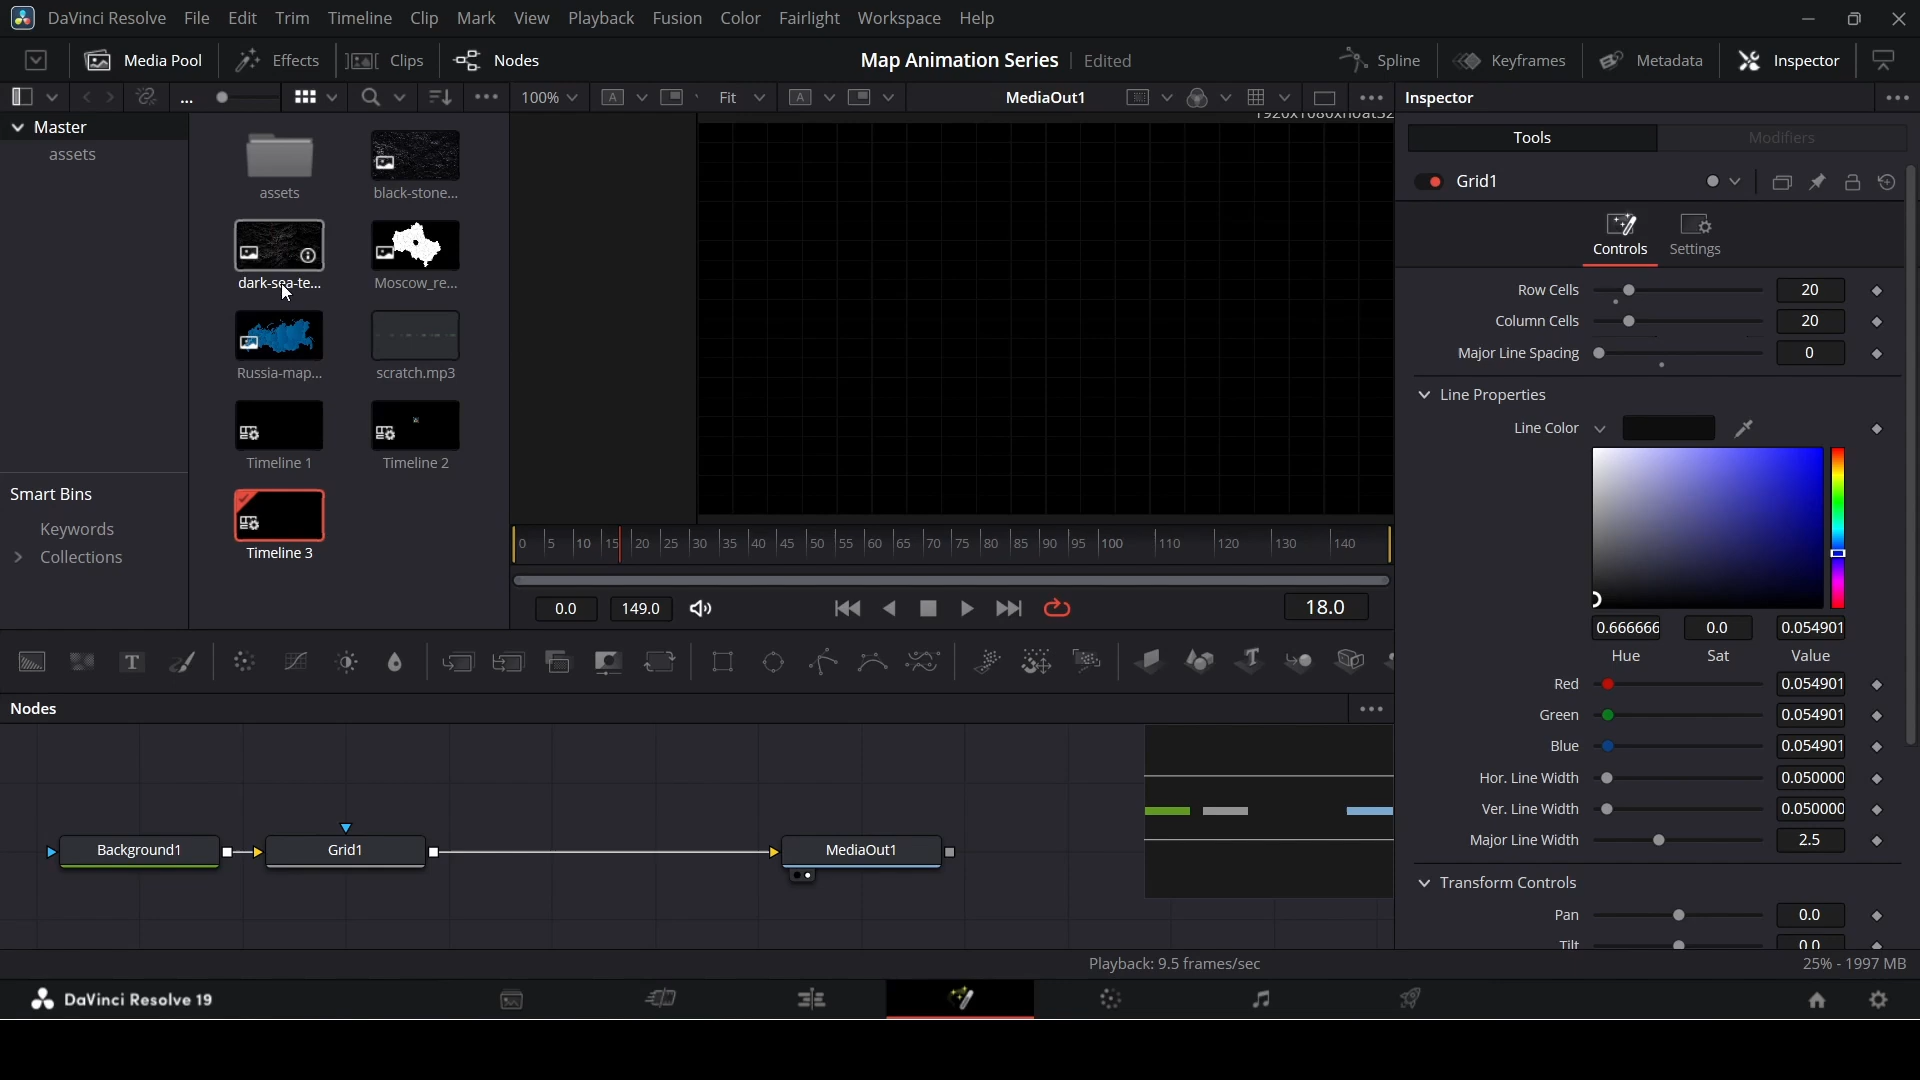 DaVinci Resolve File Edit Trim Timeline Clip Mark View Playback Fusion Color Fairlight Workspace Help
Media Pool Effects Clips Nodes Map Animation Series Edited Spline Keyframes Metadata Inspector
... 100% A Fit A MediaOut1 Inspector
Master
assets
assets
black-stone...
dark-sea-te...
Moscow_re...
Russia-map...
scratch.mp3
Timeline 1
Timeline 2
Timeline 3
Smart Bins
Keywords
Collections
1920x1080xfloat32
0 5 10 15 20 25 30 35 40 45 50 55 60 65 70 75 80 85 90 95 100 110 120 130 140
0.0 149.0 18.0
Tools Modifiers
Grid1
Controls Settings
Row Cells 20
Column Cells 20
Major Line Spacing 0
Line Properties
Line Color
0.666666 0.0 0.054901
Hue Sat Value
Red 0.054901
Green 0.054901
Blue 0.054901
Hor. Line Width 0.050000
Ver. Line Width 0.050000
Major Line Width 2.5
Transform Controls
Pan 0.0
Tilt 0.0
T T
Nodes
Background1 Grid1 MediaOut1
Playback: 9.5 frames/sec 25% - 1997 MB
DaVinci Resolve 19